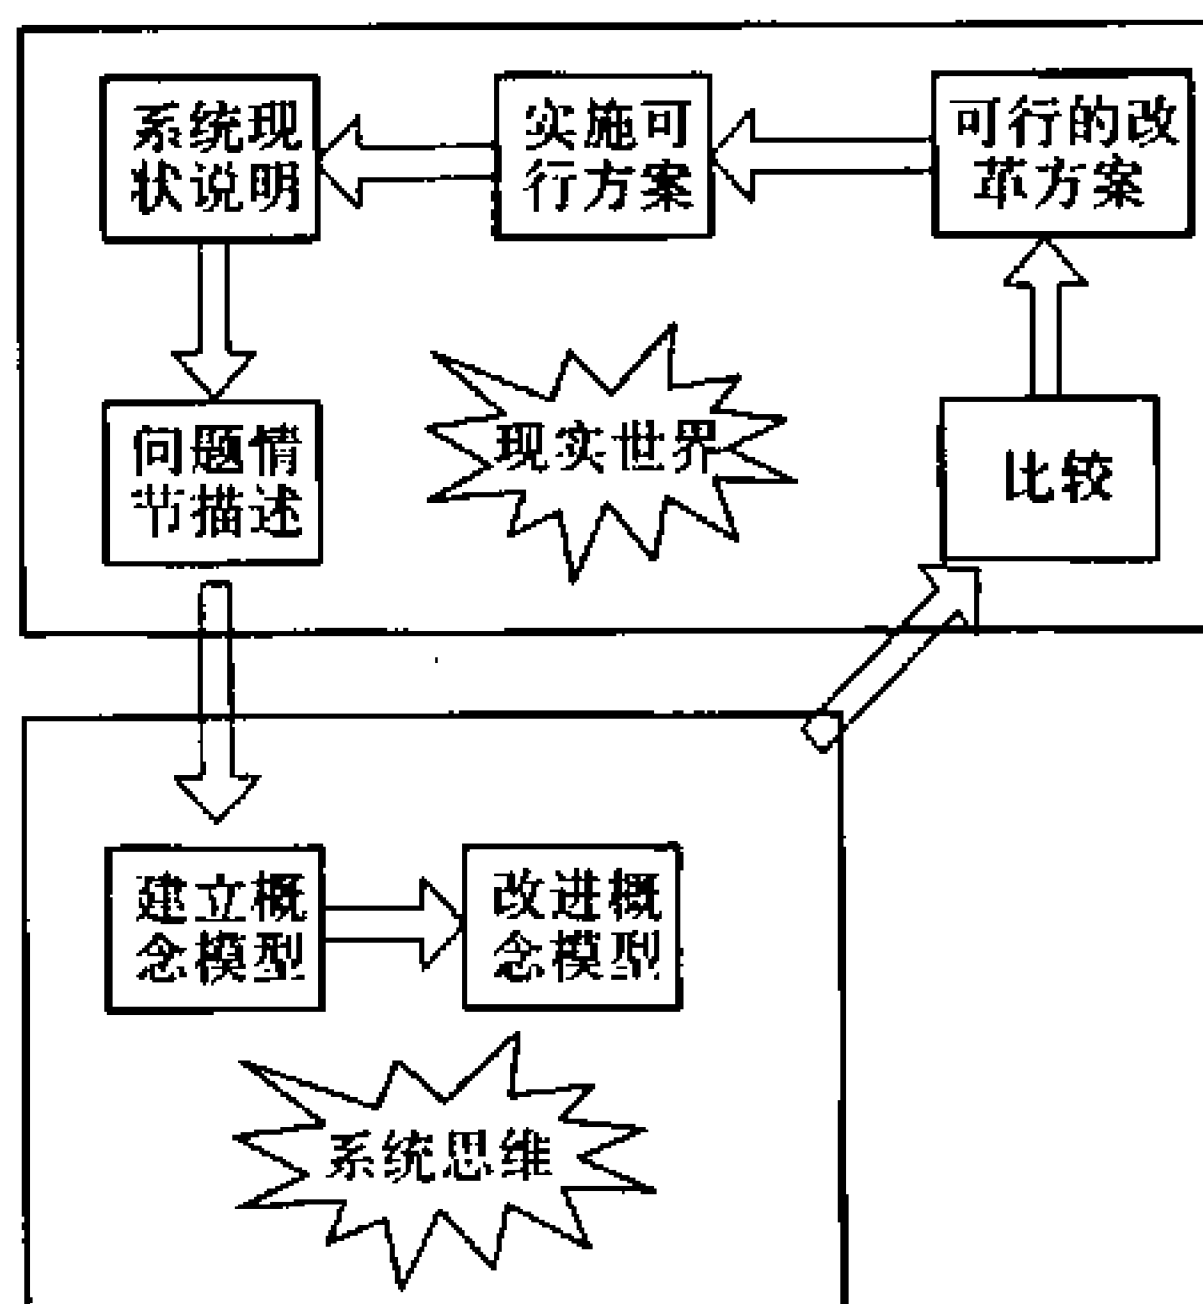 系统现
状说明
实施可
行方案
可行的改
革方案
问题情
节描述
现实世界
比较
建立概
念模型
改进概
念模型
系统思维